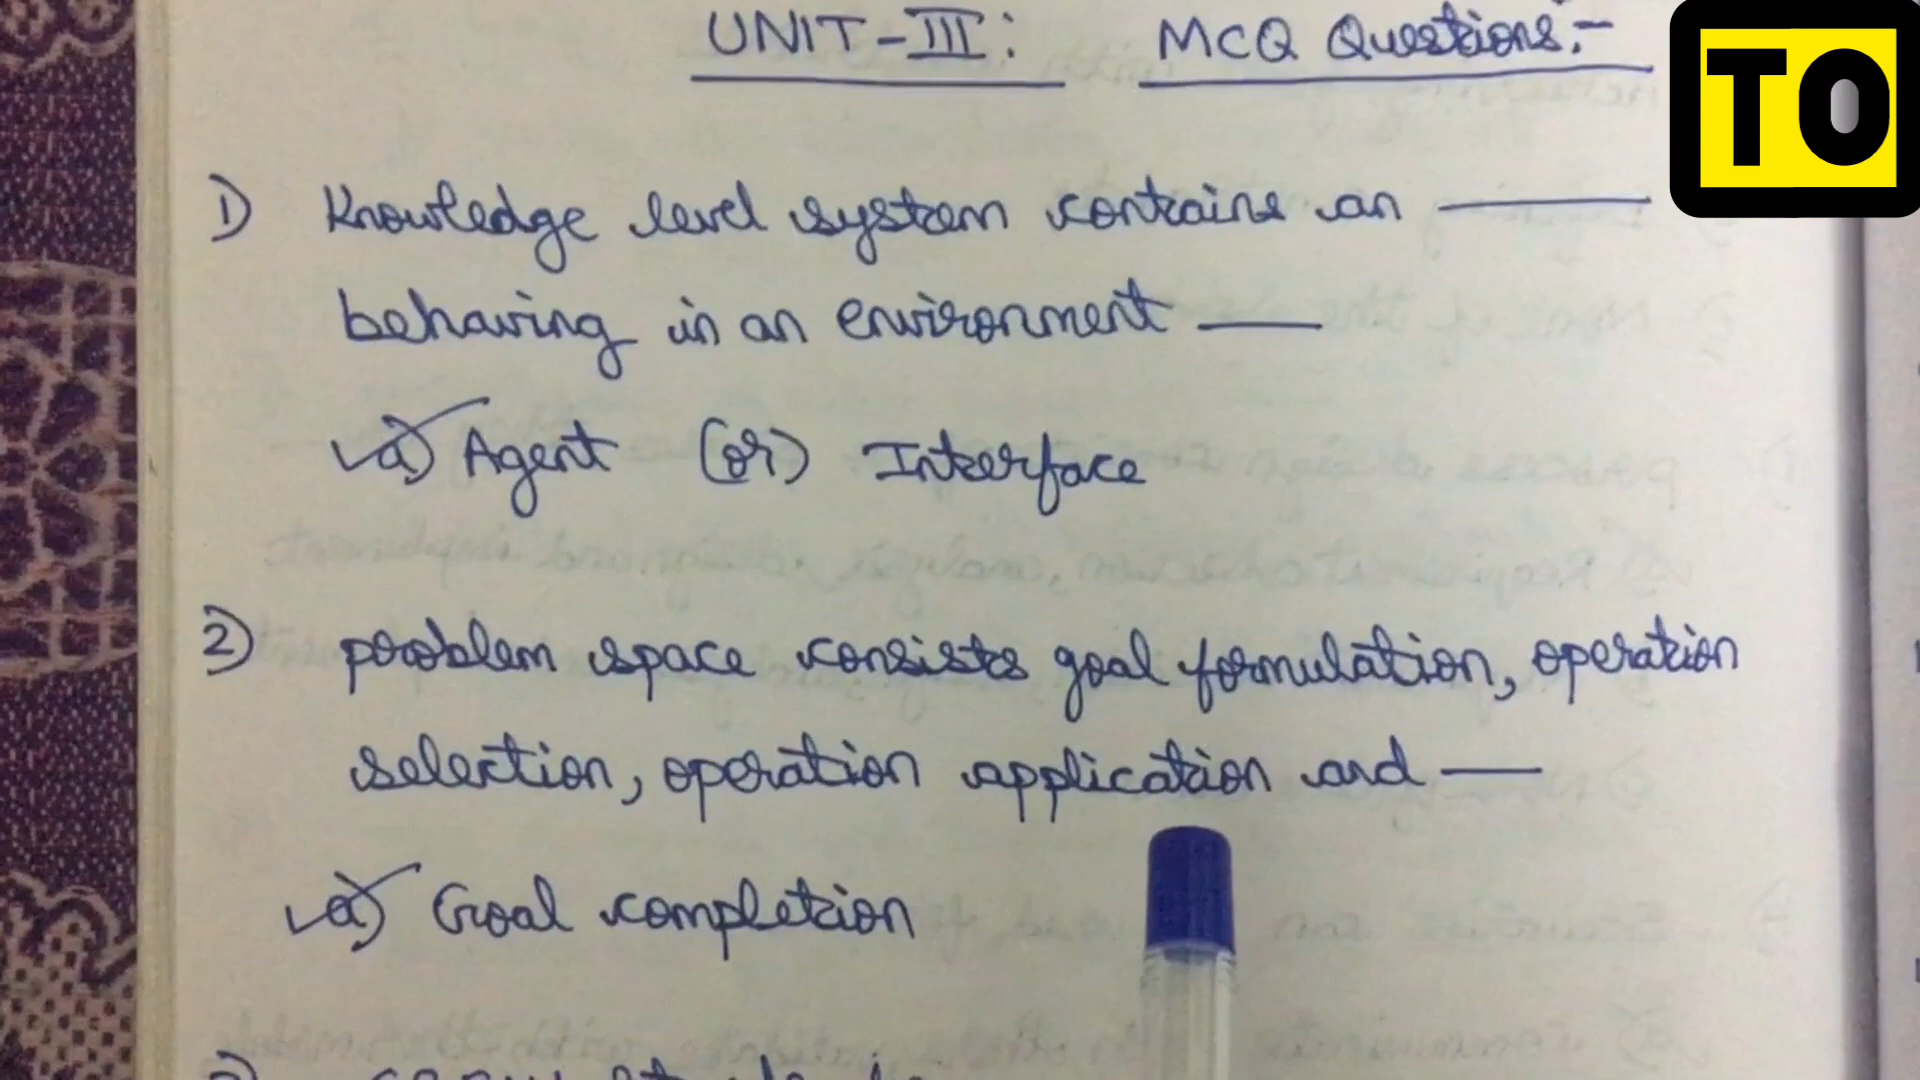 UNIT-III: MCQ Questions:-
TO
1) Knowledge level system contains an ——
behaving in an environment ——
a) Agent (or) Interface
2) problem space consists goal formulation, operation
selection, operation application and ——
a) Goal completion